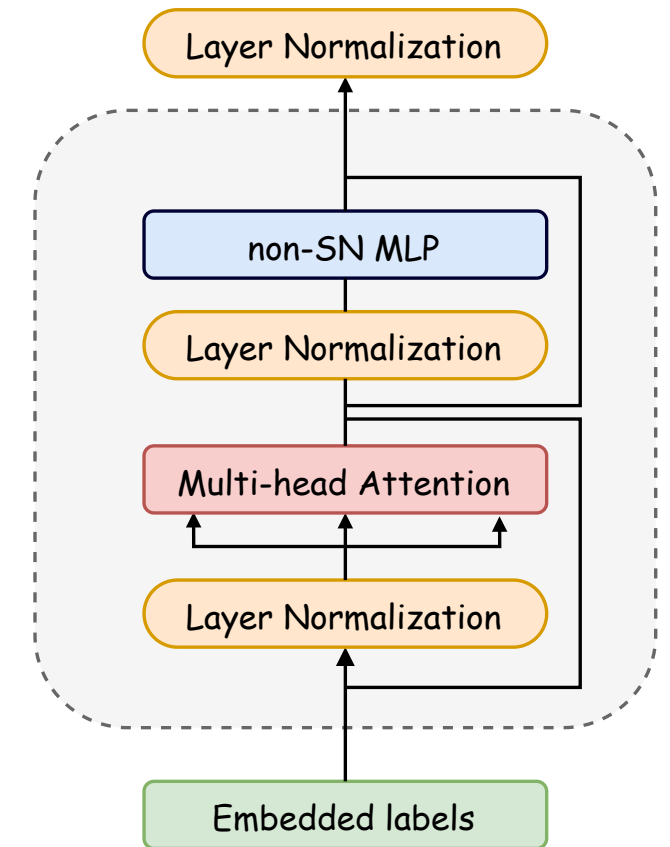 Layer Normalization
non-SN MLP
Layer Normalization
Multi-head Attention
Layer Normalization
Embedded labels